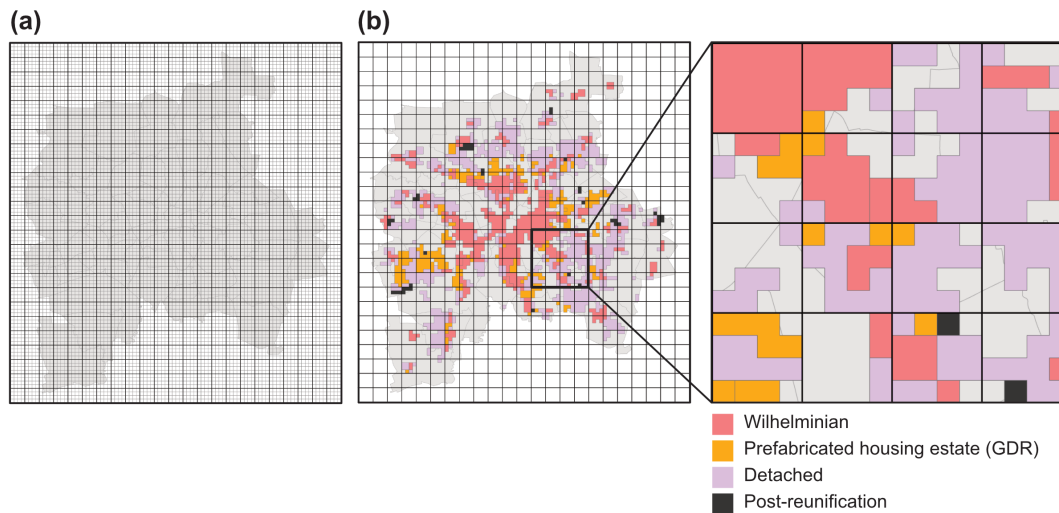 (a)
(b)
Wilhelminian
Prefabricated housing estate (GDR)
Detached
Post-reunification